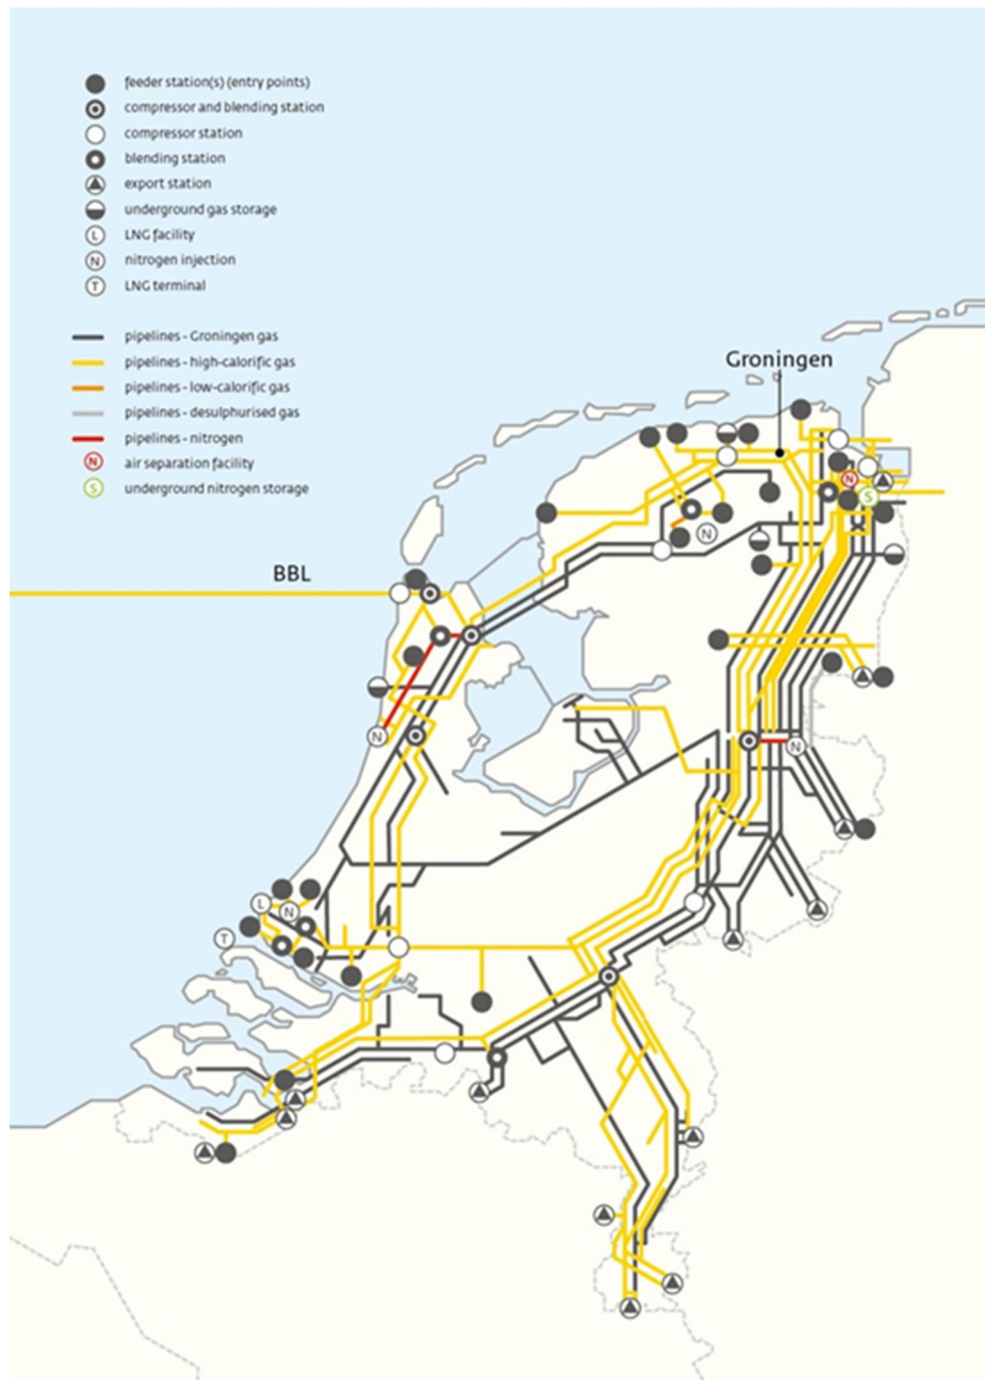 feeder station(s) (entry points)
compressor and blending station
compressor station
blending station
export station
underground gas storage
L LNG facility
N nitrogen injection
T LNG terminal
pipelines - Groningen gas
pipelines - high-calorific gas
pipelines - low-calorific gas
pipelines - desulphurised gas
pipelines - nitrogen
N air separation facility
S underground nitrogen storage
Groningen
N
S
N
BBL
N
N
L
N
T